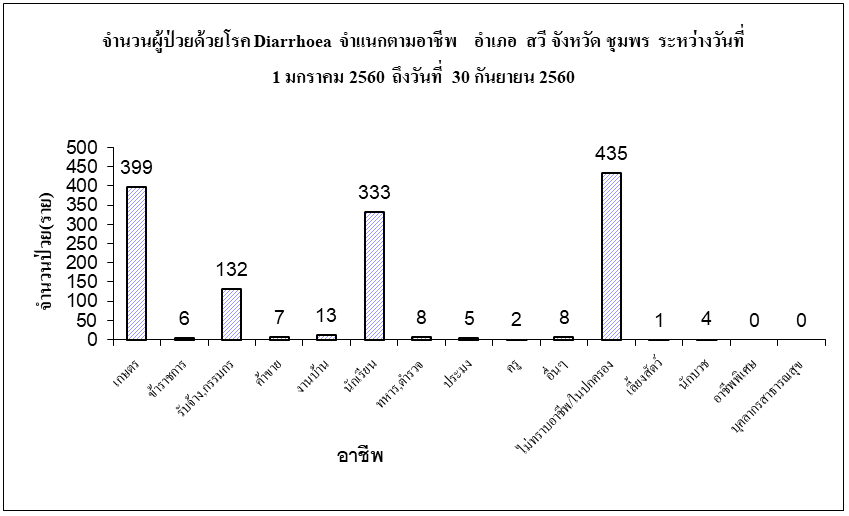 จำนวนผู้ป่วยด้วยโรค Diarrhoea จำแนกตามอาชีพ อำเภอ สวี จังหวัด ชุมพร ระหว่างวันที่
1 มกราคม 2560 ถึงวันที่ 30 กันยายน 2560
จำนวนป่วย(ราย)
500
450
400
350
300
250
200
150
100
50
0
399
6
132
7
13
333
8
5
2
8
435
1
4
0
0
เกษตร
ข้าราชการ
รับจ้าง,กรรมกร
ค้าขาย
งานบ้าน
นักเรียน
ทหาร,ตำรวจ
ประมง
ครู
อื่นๆ
ไม่ทราบอาชีพ/ในปกครอง
เลี้ยงสัตว์
นักบวช
อาชีพพิเศษ
บุคลากรสาธารณสุข
อาชีพ